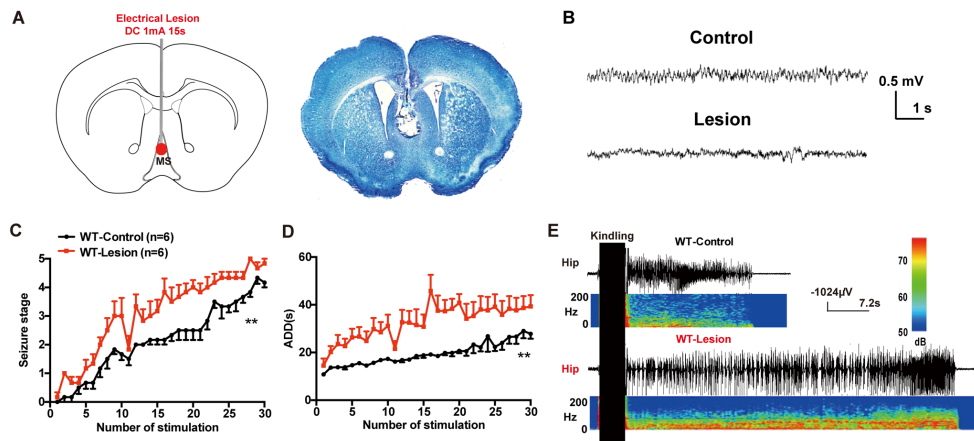 A
Electrical Lesion
DC 1mA 15s
MS
B
Control
0.5 mV
1 s
Lesion
C
WT-Control (n=6)
WT-Lesion (n=6)
Seizure stage
5
4
3
2
1
0
0 5 10 15 20 25 30
Number of stimulation
**
D
ADD(s)
60
40
20
0
0 5 10 15 20 25 30
Number of stimulation
**
E
Kindling
WT-Control
Hip
200
Hz
0
-1024μV
7.2s
70
60
50
dB
WT-Lesion
Hip
200
Hz
0